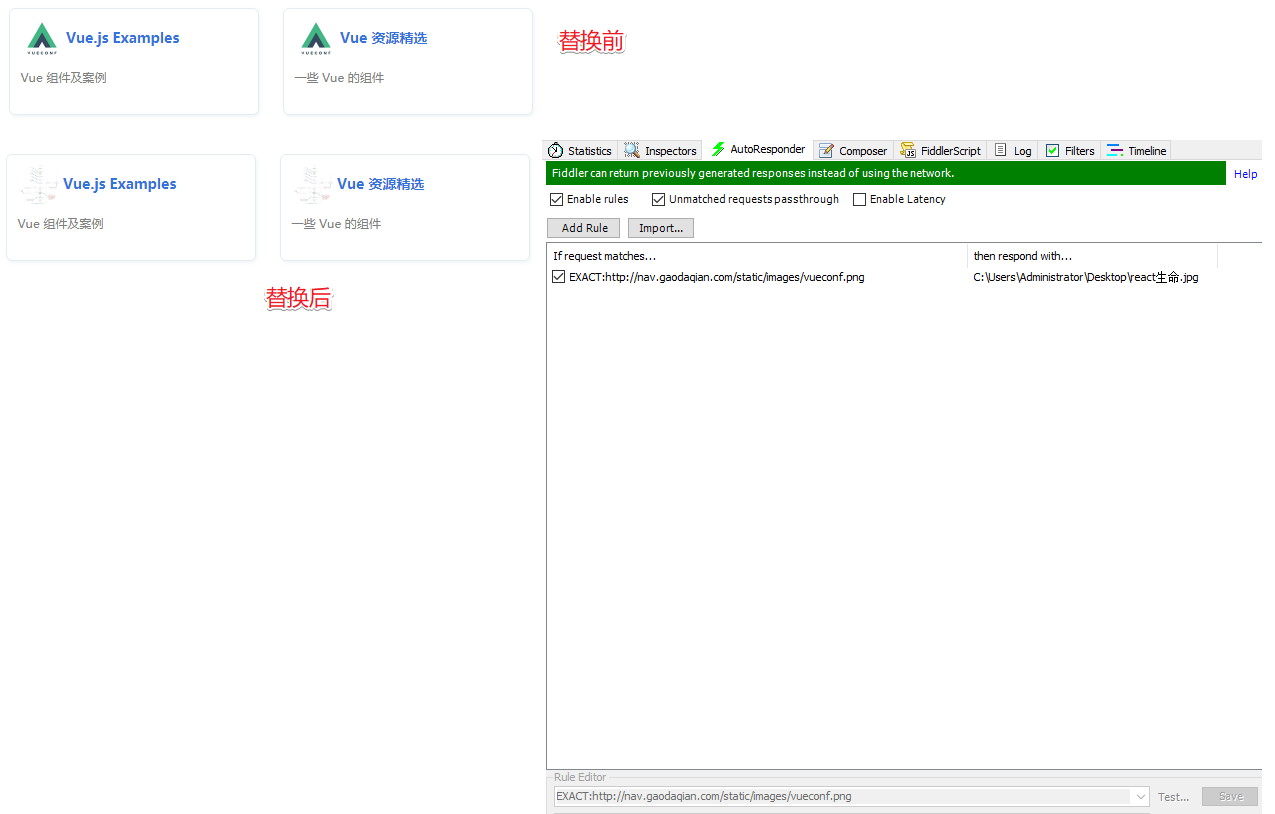 Vue.js Examples
VUECONF
Vue 组件及案例
Vue 资源精选
VUECONF
一些 Vue 的组件
替换前
Vue.js Examples
Vue 组件及案例
Vue 资源精选
一些 Vue 的组件
替换后
Statistics Inspectors AutoResponder Composer FiddlerScript Log Filters Timeline
Fiddler can return previously generated responses instead of using the network. Help
Enable rules Unmatched requests passthrough Enable Latency
Add Rule Import...
If request matches... then respond with...
EXACT:http://nav.gaodaqian.com/static/images/vueconf.png C:\Users\Administrator\Desktop\react生命.jpg
Rule Editor
EXACT:http://nav.gaodaqian.com/static/images/vueconf.png Test... Save